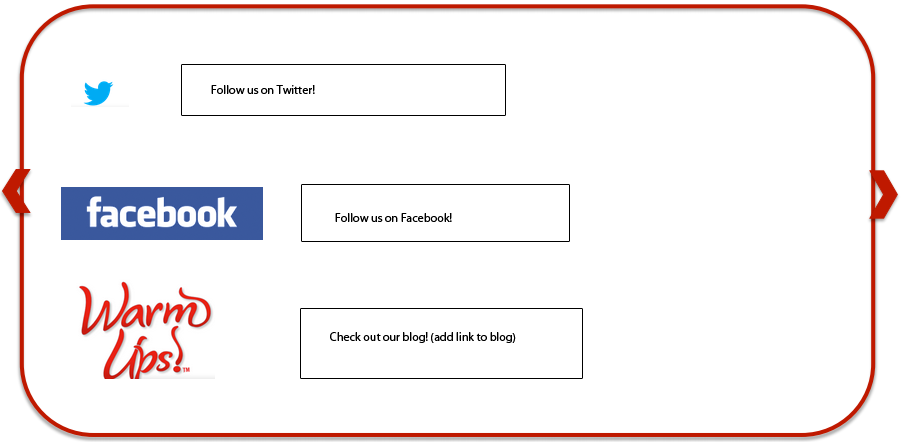 Follow us on Twitter!
facebook
Follow us on Facebook!
Warm
Ups!™
Check out our blog! (add link to blog)